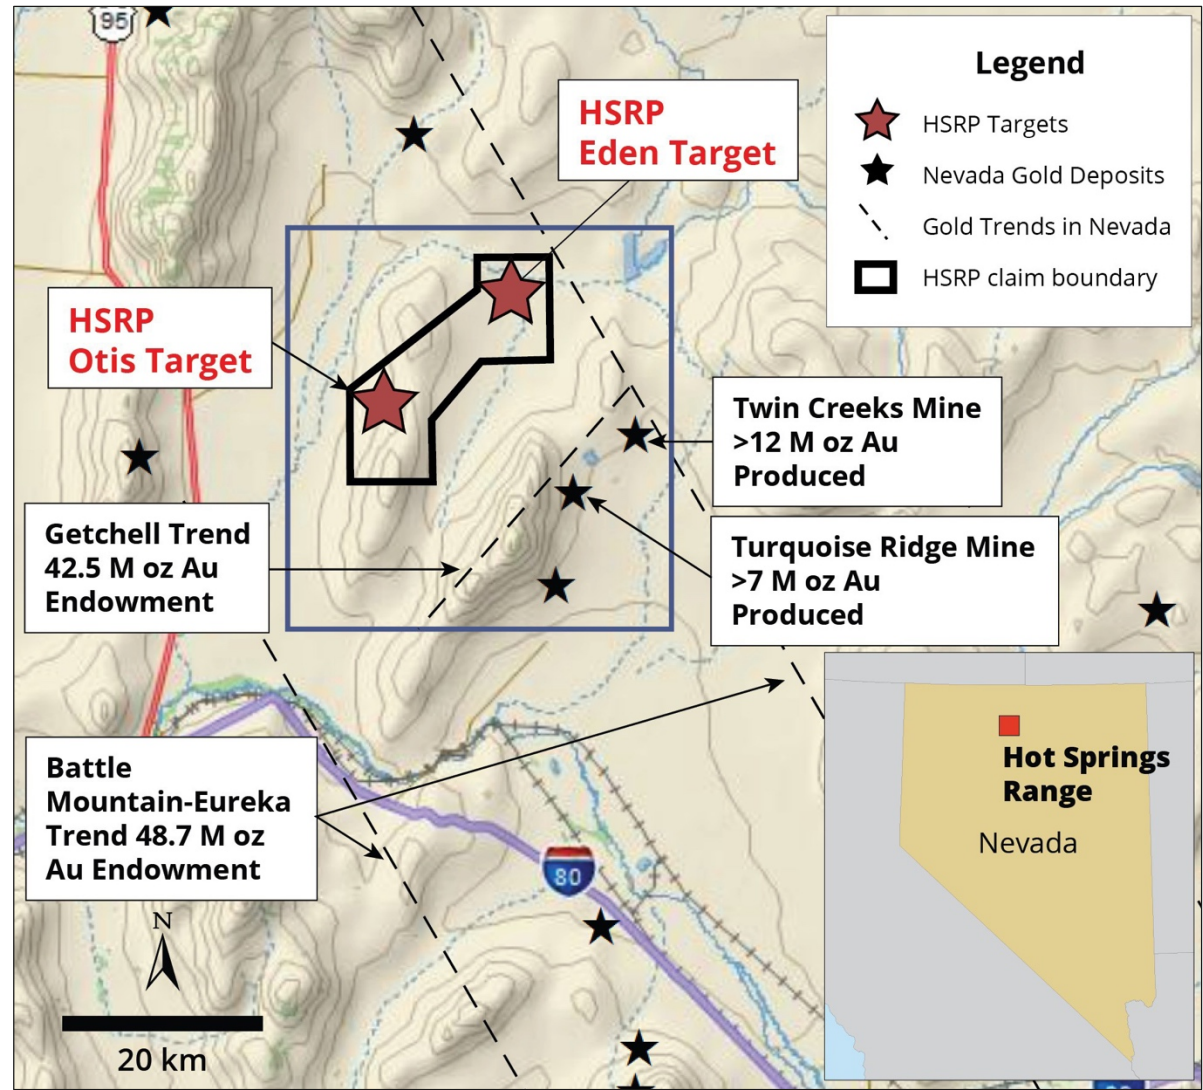 95
HSRP
Eden Target
Legend
HSRP Targets
Nevada Gold Deposits
Gold Trends in Nevada
HSRP claim boundary
HSRP
Otis Target
Twin Creeks Mine
>12 M oz Au
Produced
Getchell Trend
42.5 M oz Au
Endowment
Turquoise Ridge Mine
>7 M oz Au
Produced
Battle
Mountain-Eureka
Trend 48.7 M oz
Au Endowment
Hot Springs
Range
Nevada
80
N
20 km